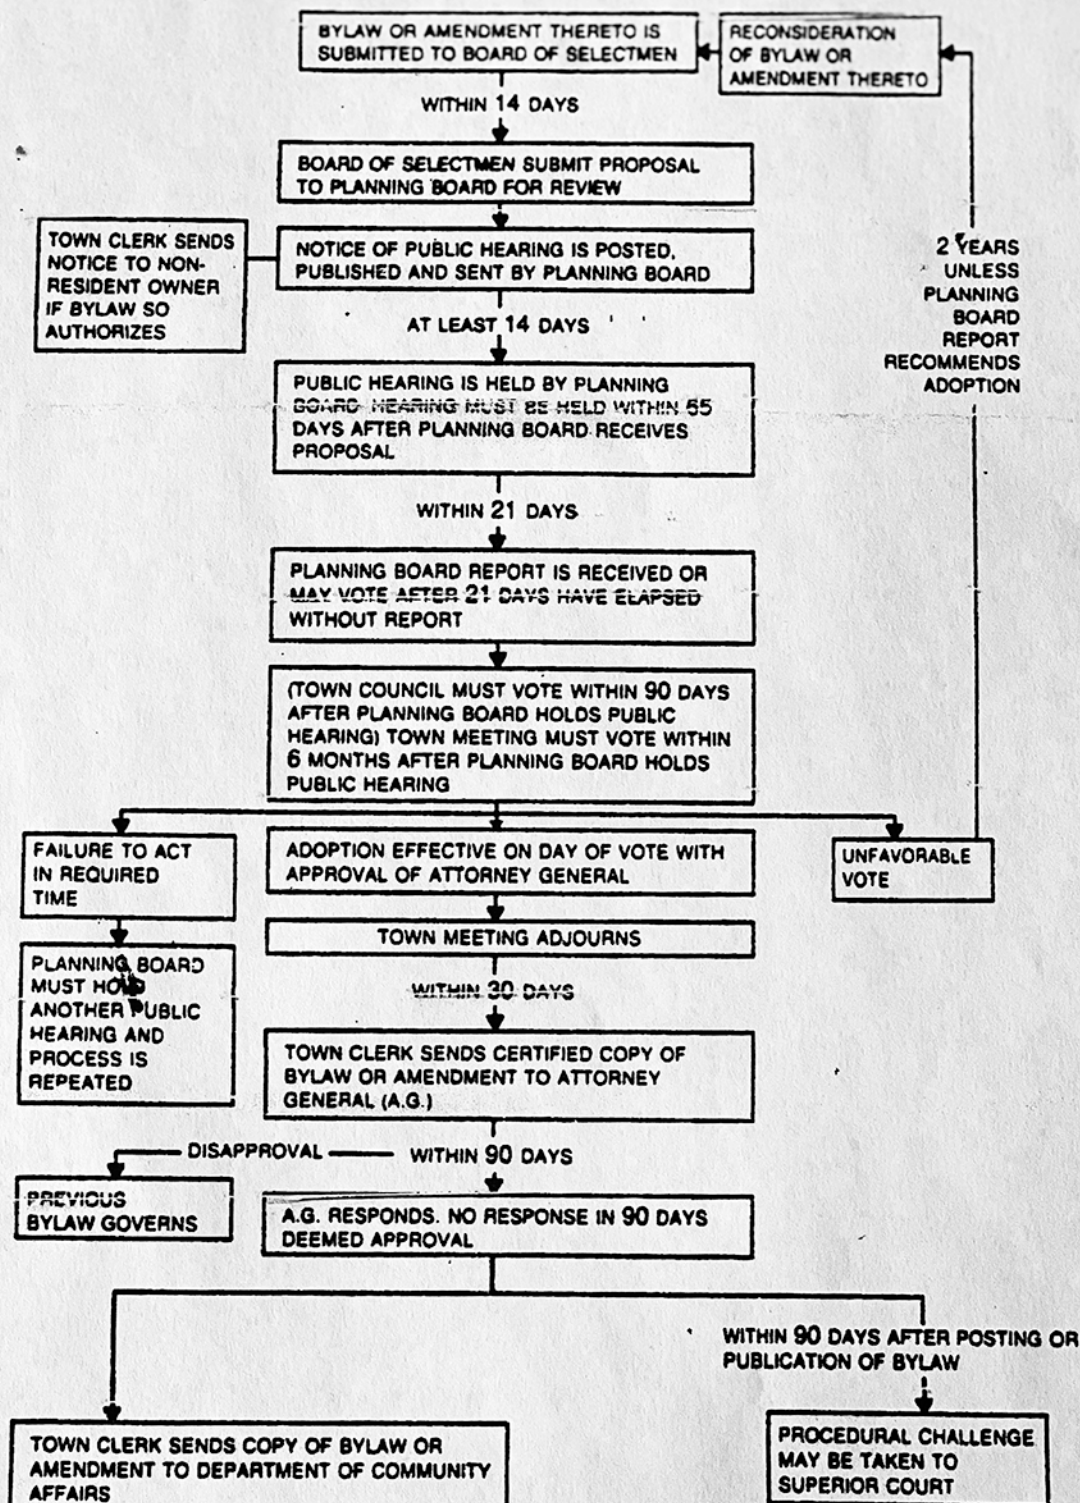 BYLAW OR AMENDMENT THERETO IS
SUBMITTED TO BOARD OF SELECTMEN
RECONSIDERATION
OF BYLAW OR
AMENDMENT THERETO
WITHIN 14 DAYS
BOARD OF SELECTMEN SUBMIT PROPOSAL
TO PLANNING BOARD FOR REVIEW
TOWN CLERK SENDS
NOTICE TO NON-
RESIDENT OWNER
IF BYLAW SO
AUTHORIZES
NOTICE OF PUBLIC HEARING IS POSTED,
PUBLISHED AND SENT BY PLANNING BOARD
2 YEARS
UNLESS
PLANNING
BOARD
REPORT
RECOMMENDS
ADOPTION
AT LEAST 14 DAYS
PUBLIC HEARING IS HELD BY PLANNING
BOARD HEARING MUST BE HELD WITHIN 65
DAYS AFTER PLANNING BOARD RECEIVES
PROPOSAL
WITHIN 21 DAYS
PLANNING BOARD REPORT IS RECEIVED OR
MAY VOTE AFTER 21 DAYS HAVE ELAPSED
WITHOUT REPORT
(TOWN COUNCIL MUST VOTE WITHIN 90 DAYS
AFTER PLANNING BOARD HOLDS PUBLIC
HEARING) TOWN MEETING MUST VOTE WITHIN
6 MONTHS AFTER PLANNING BOARD HOLDS
PUBLIC HEARING
FAILURE TO ACT
IN REQUIRED
TIME
ADOPTION EFFECTIVE ON DAY OF VOTE WITH
APPROVAL OF ATTORNEY GENERAL
UNFAVORABLE
VOTE
TOWN MEETING ADJOURNS
PLANNING BOARD
MUST HOLD
ANOTHER PUBLIC
HEARING AND
PROCESS IS
REPEATED
WITHIN 30 DAYS
TOWN CLERK SENDS CERTIFIED COPY OF
BYLAW OR AMENDMENT TO ATTORNEY
GENERAL (A.G.)
DISAPPROVAL
WITHIN 90 DAYS
PREVIOUS
BYLAW GOVERNS
A.G. RESPONDS. NO RESPONSE IN 90 DAYS
DEEMED APPROVAL
WITHIN 90 DAYS AFTER POSTING OR
PUBLICATION OF BYLAW
TOWN CLERK SENDS COPY OF BYLAW OR
AMENDMENT TO DEPARTMENT OF COMMUNITY
AFFAIRS
PROCEDURAL CHALLENGE
MAY BE TAKEN TO
SUPERIOR COURT